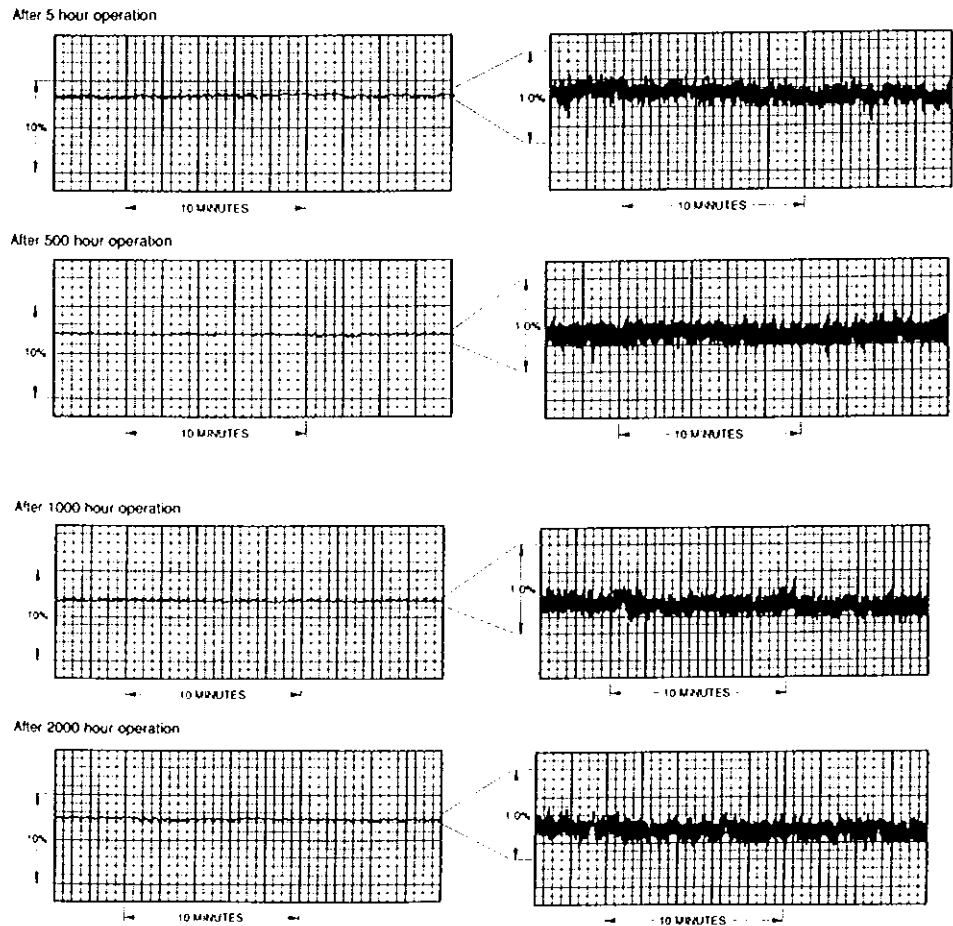 After 5 hour operation
10%
1.0%
10 MINUTES
10 MINUTES
After 500 hour operation
10%
1.0%
10 MINUTES
10 MINUTES
After 1000 hour operation
10%
1.0%
10 MINUTES
10 MINUTES
After 2000 hour operation
10%
1.0%
10 MINUTES
10 MINUTES